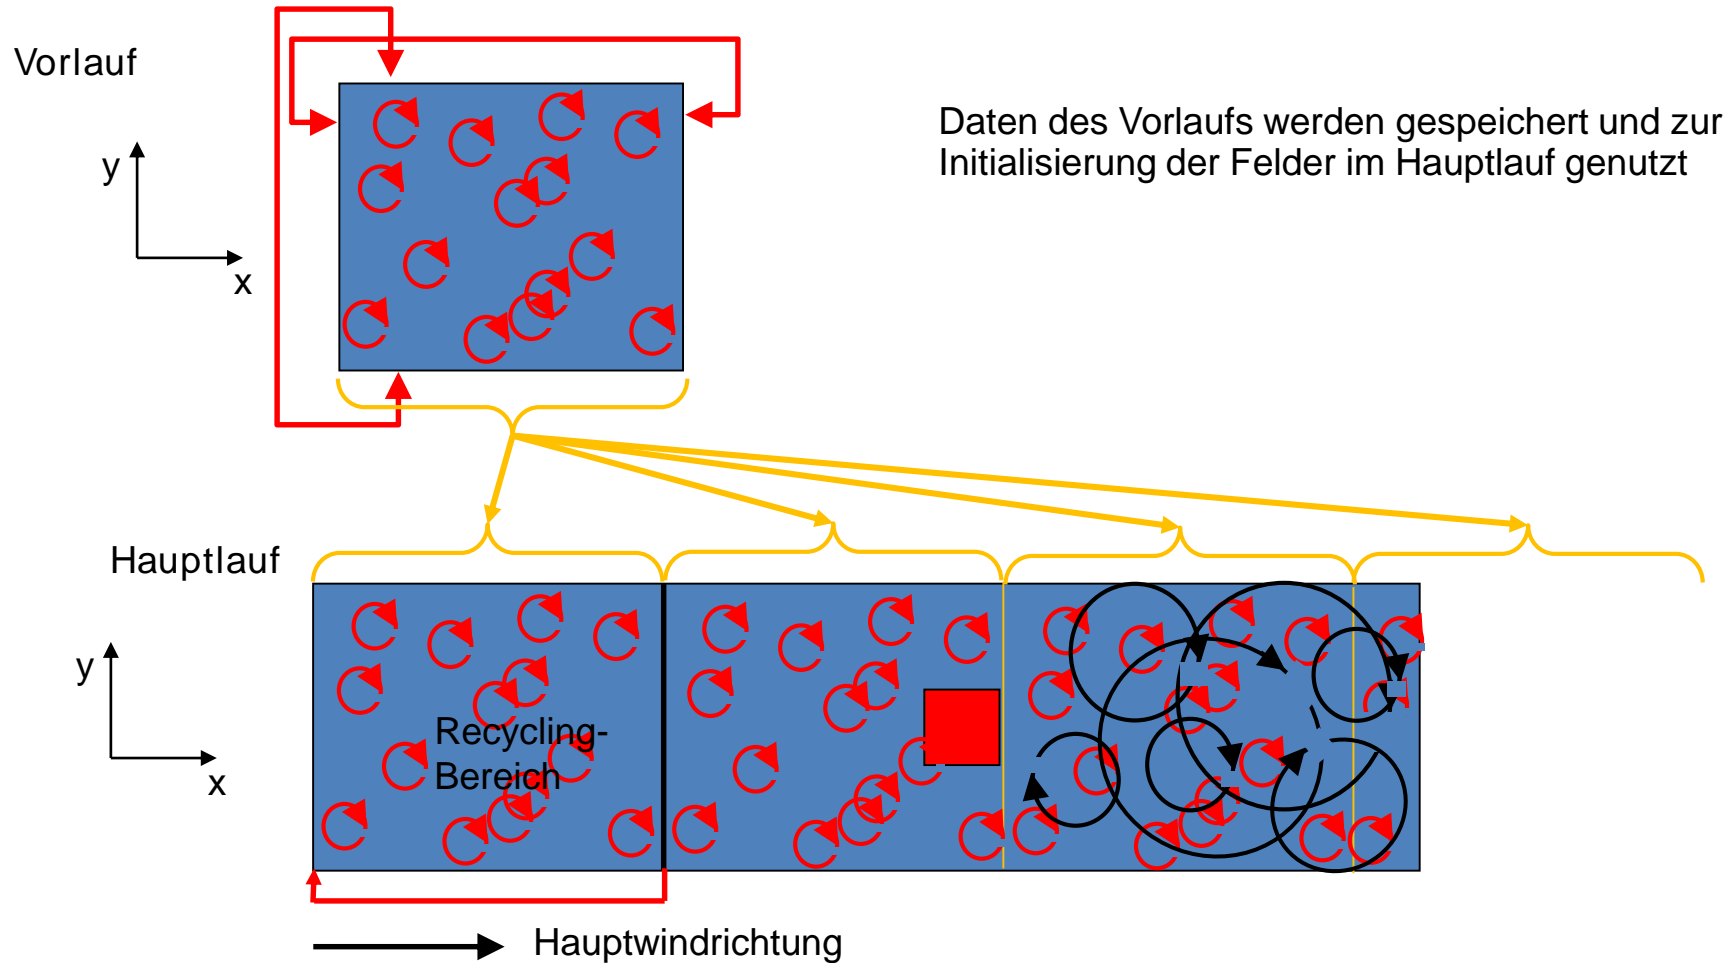 Vorlauf
Daten des Vorlaufs werden gespeichert und zur
Initialisierung der Felder im Hauptlauf genutzt
y
x
Hauptlauf
y
x
Recycling-
Bereich
Hauptwindrichtung